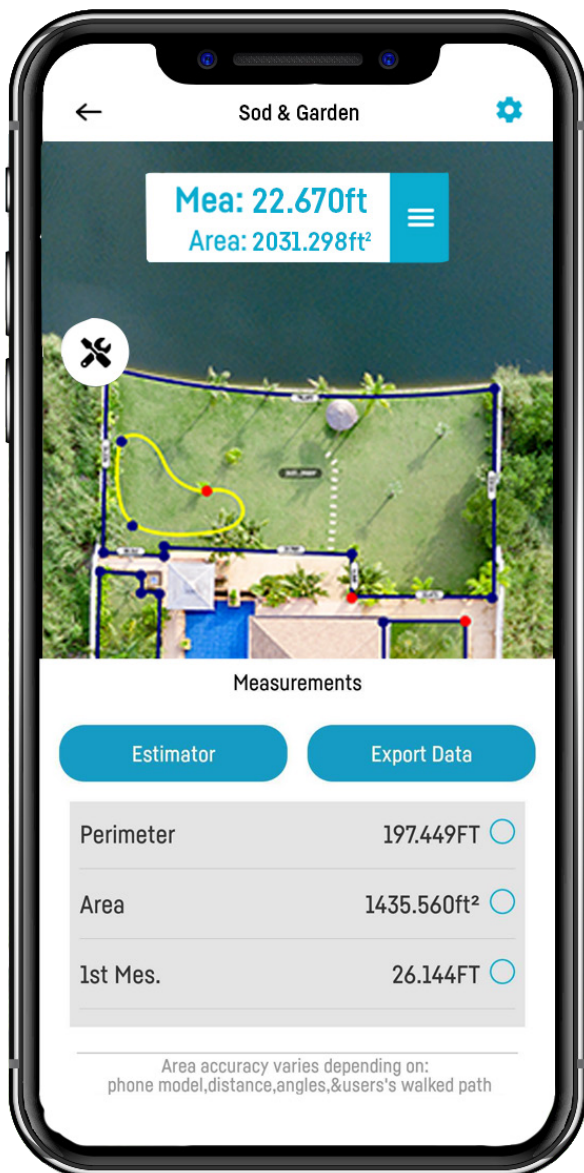 Sod & Garden
Mea: 22.670ft
Area: 2031.298ft²
Measurements
Estimator
Export Data
Perimeter 197.449FT
Area 1435.560ft²
1st Mes. 26.144FT
Area accuracy varies depending on:
phone model,distance,angles,&users's walked path